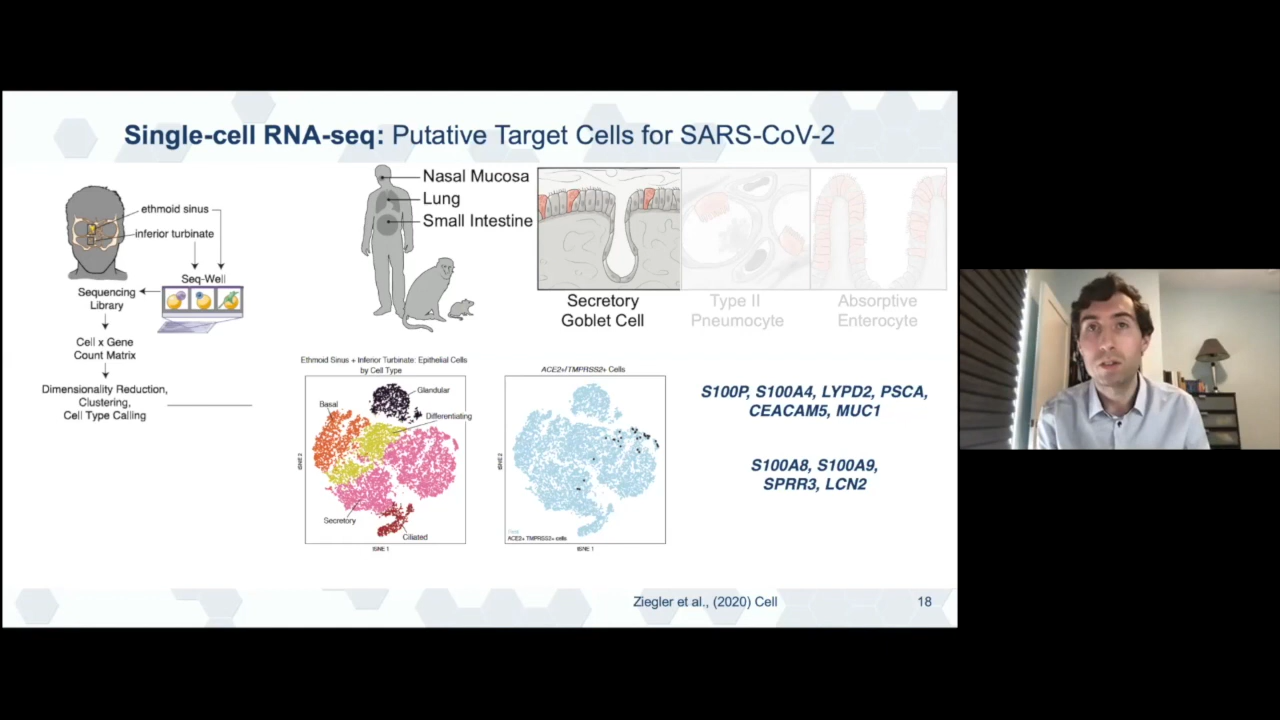 Single-cell RNA-seq: Putative Target Cells for SARS-CoV-2
ethmoid sinus
inferior turbinate
Seq-Well
Sequencing
Library
Cell x Gene
Count Matrix
Dimensionality Reduction,
Clustering,
Cell Type Calling
Nasal Mucosa
Lung
Small Intestine
Secretory
Goblet Cell
Type II
Pneumocyte
Absorptive
Enterocyte
Ethmoid Sinus + Inferior Turbinate: Epithelial Cells
by Cell Type
Glandular
Basal
Differentiating
Secretory
Ciliated
tSNE 2
tSNE 1
ACE2+/TMPRSS2+ Cells
tSNE 2
ACE2+ TMPRSS2+ cells
tSNE 1
S100P, S100A4, LYPD2, PSCA,
CEACAM5, MUC1
S100A8, S100A9,
SPRR3, LCN2
Ziegler et al., (2020) Cell
18